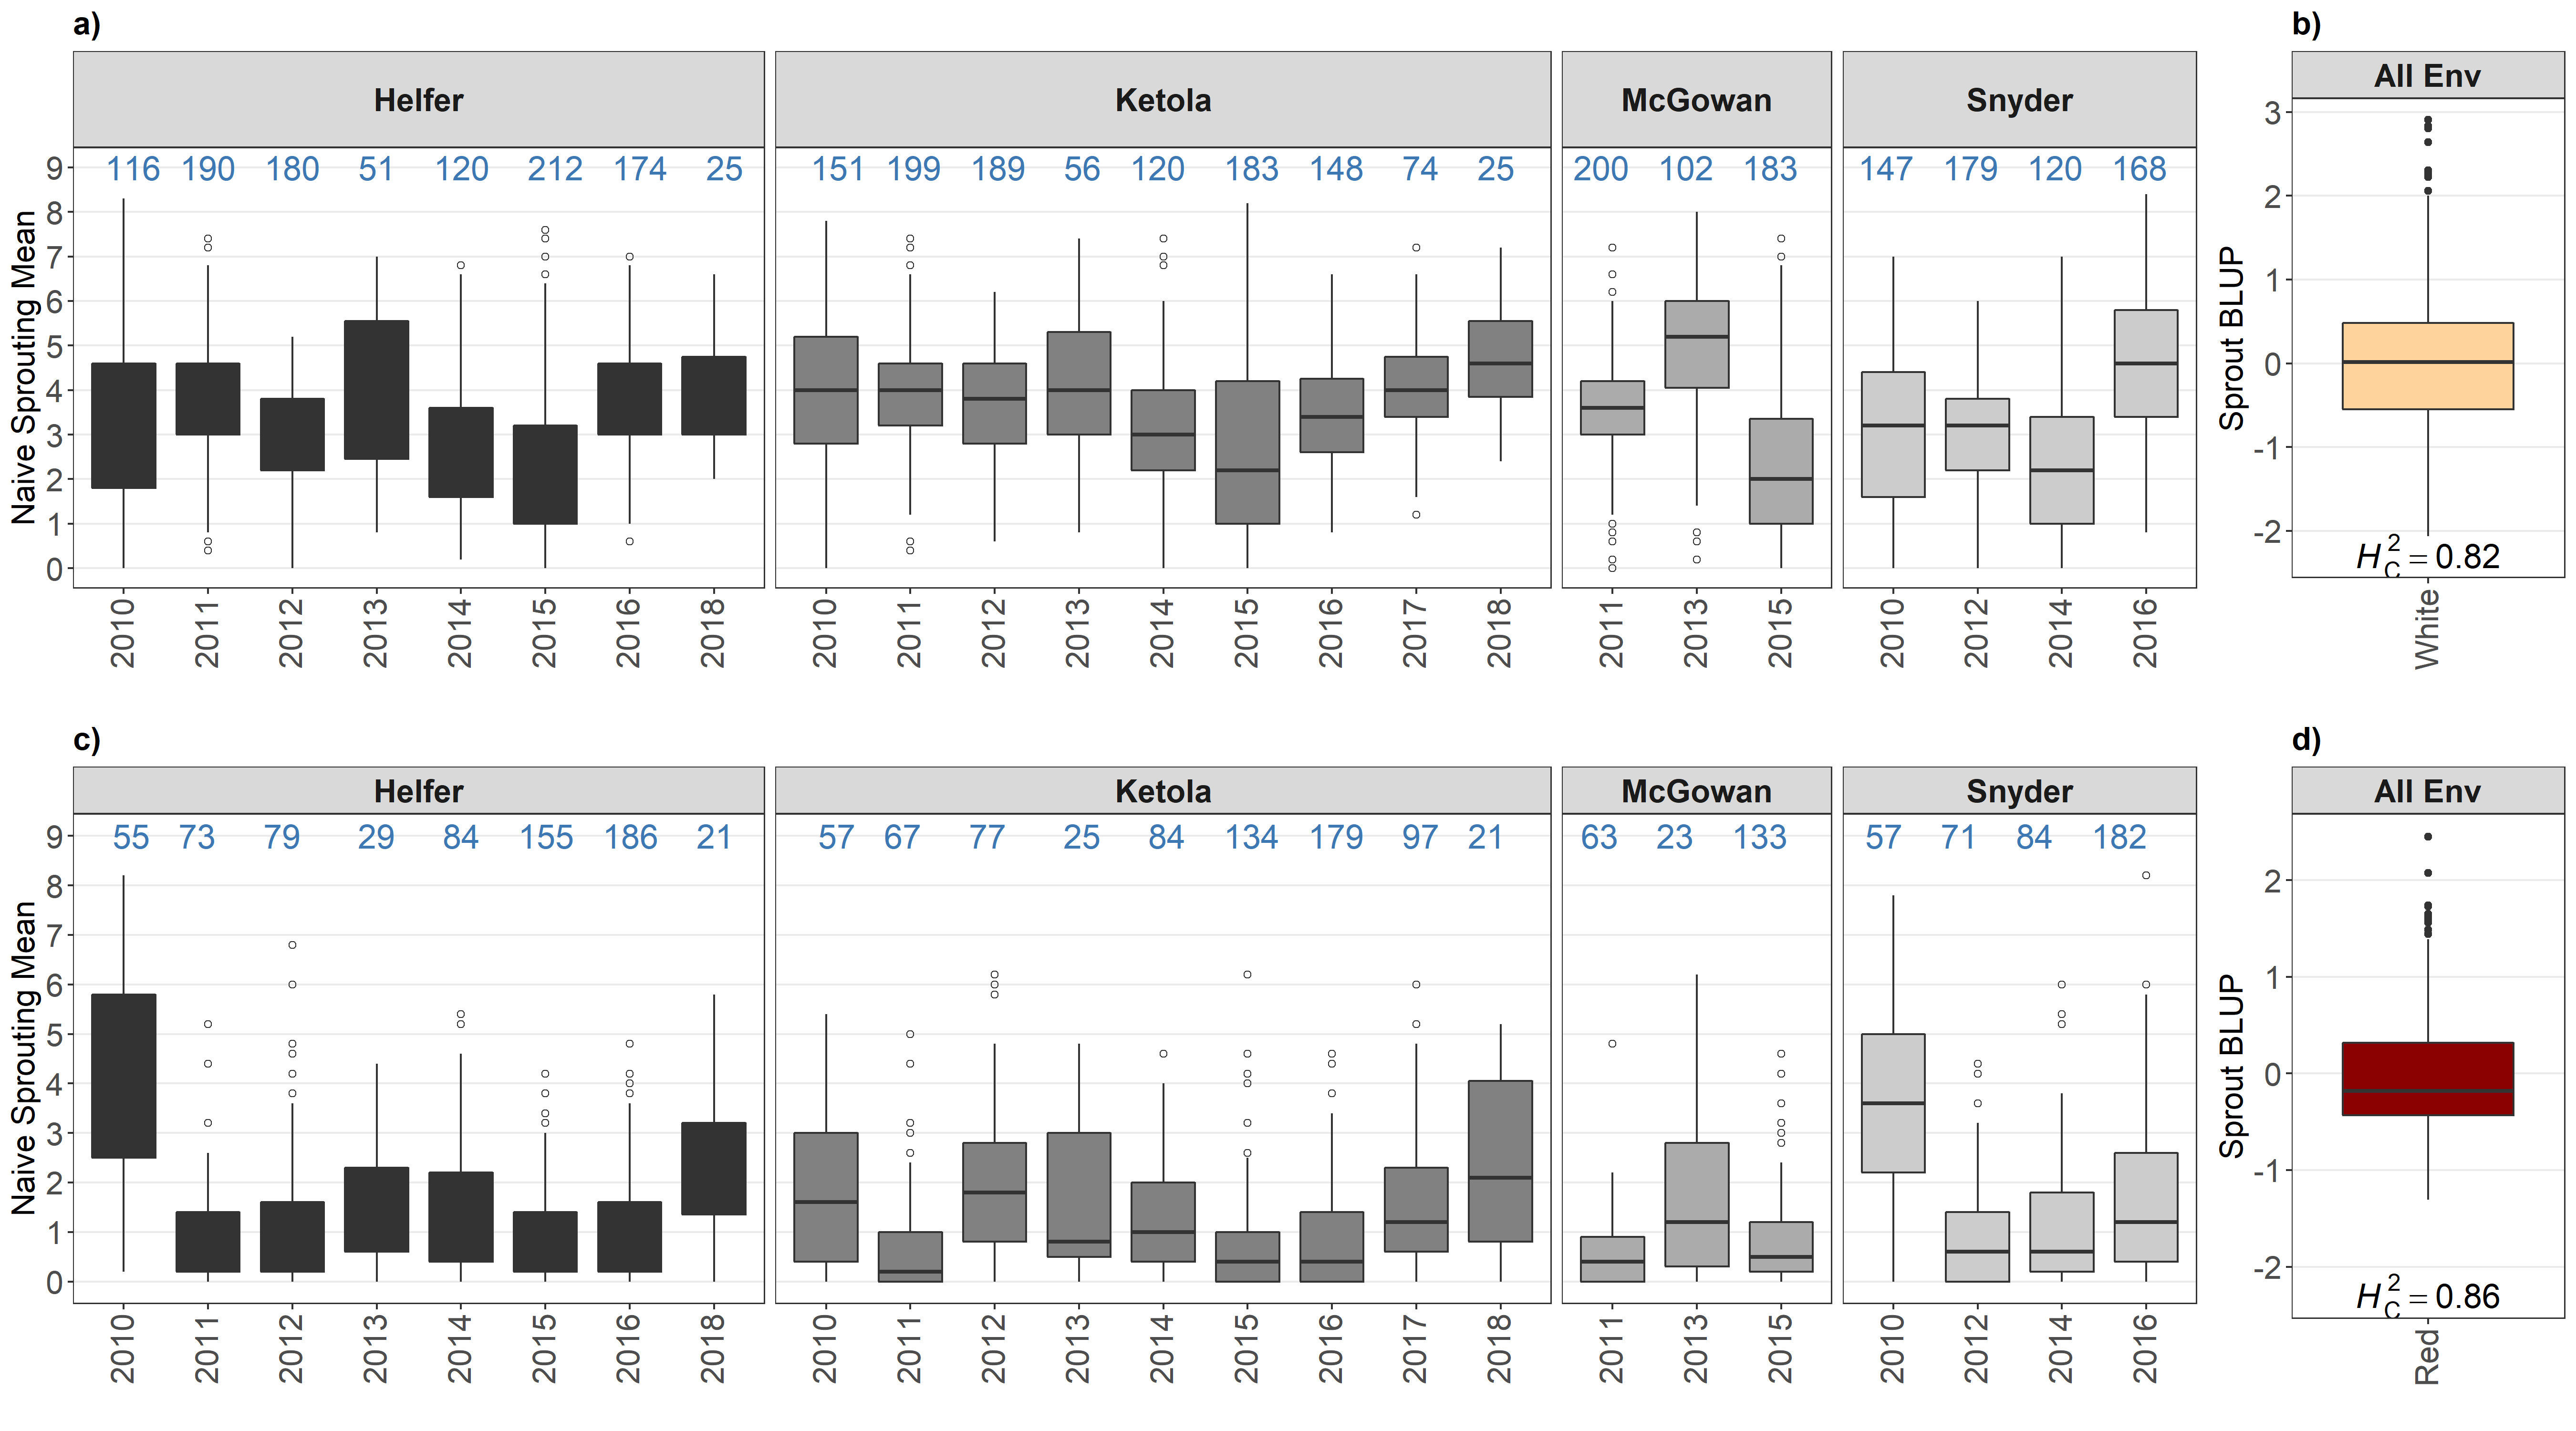 a)
Helfer Ketola McGowan Snyder
116 190 180 51 120 212 174 25 151 199 189 56 120 183 148 74 25 200 102 183 147 179 120 168
Naive Sprouting Mean
9
8
7
6
5
4
3
2
1
0
2010 2011 2012 2013 2014 2015 2016 2018 2010 2011 2012 2013 2014 2015 2016 2017 2018 2011 2013 2015 2010 2012 2014 2016
b)
All Env
Sprout BLUP
3
2
1
0
-1
-2
H²C = 0.82
White
c)
Helfer Ketola McGowan Snyder
55 73 79 29 84 155 186 21 57 67 77 25 84 134 179 97 21 63 23 133 57 71 84 182
Naive Sprouting Mean
9
8
7
6
5
4
3
2
1
0
2010 2011 2012 2013 2014 2015 2016 2018 2010 2011 2012 2013 2014 2015 2016 2017 2018 2011 2013 2015 2010 2012 2014 2016
d)
All Env
Sprout BLUP
2
1
0
-1
-2
H²C = 0.86
Red